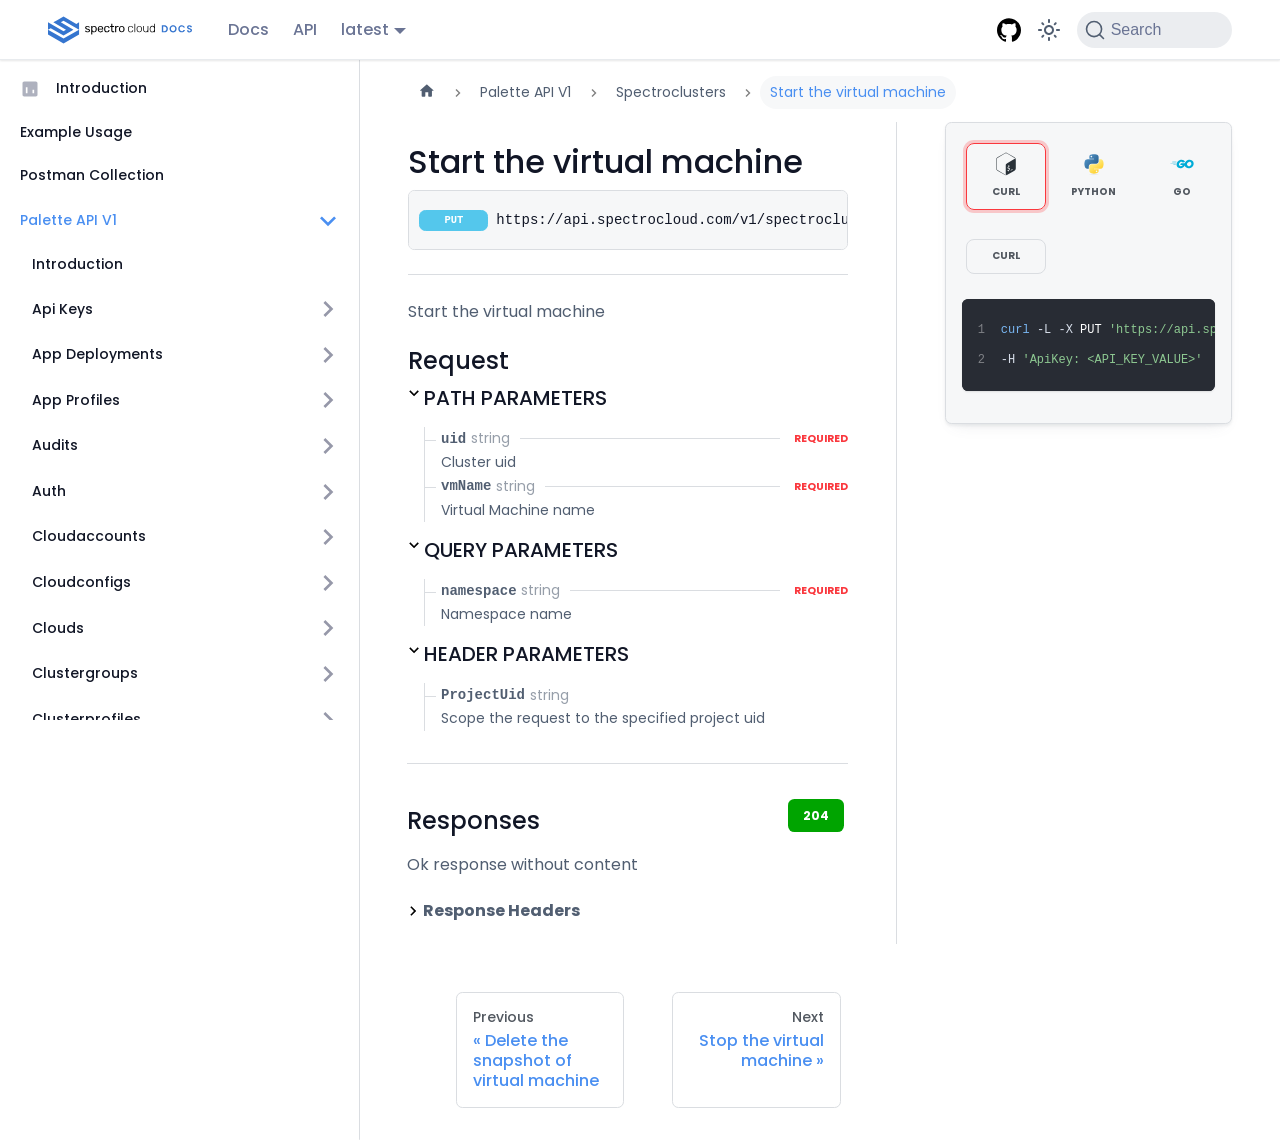 spectro cloud DOCS
Docs
API
latest
Search
Introduction
Example Usage
Postman Collection
Palette API V1
Introduction
Api Keys
App Deployments
App Profiles
Audits
Auth
Cloudaccounts
Cloudconfigs
Clouds
Clustergroups
Clusterprofiles
Palette API V1
Spectroclusters
Start the virtual machine
Start the virtual machine
PUT https://api.spectrocloud.com/v1/spectroclu
Start the virtual machine
Request
PATH PARAMETERS
uid string REQUIRED
Cluster uid
vmName string REQUIRED
Virtual Machine name
QUERY PARAMETERS
namespace string REQUIRED
Namespace name
HEADER PARAMETERS
ProjectUid string
Scope the request to the specified project uid
Responses
204
Ok response without content
Response Headers
Previous
« Delete the
snapshot of
virtual machine
Next
Stop the virtual
machine »
CURL
PYTHON
GO
CURL
1 curl -L -X PUT 'https://api.sp
2 -H 'ApiKey: <API_KEY_VALUE>'